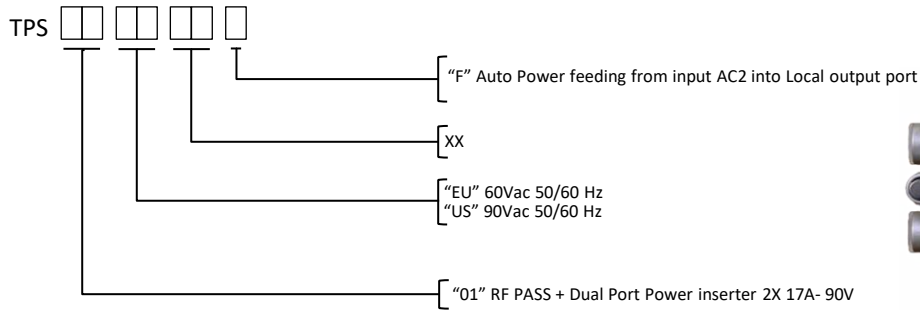 TPS
“F” Auto Power feeding from input AC2 into Local output port
XX
“EU” 60Vac 50/60 Hz
“US” 90Vac 50/60 Hz
“01” RF PASS + Dual Port Power inserter 2X 17A- 90V